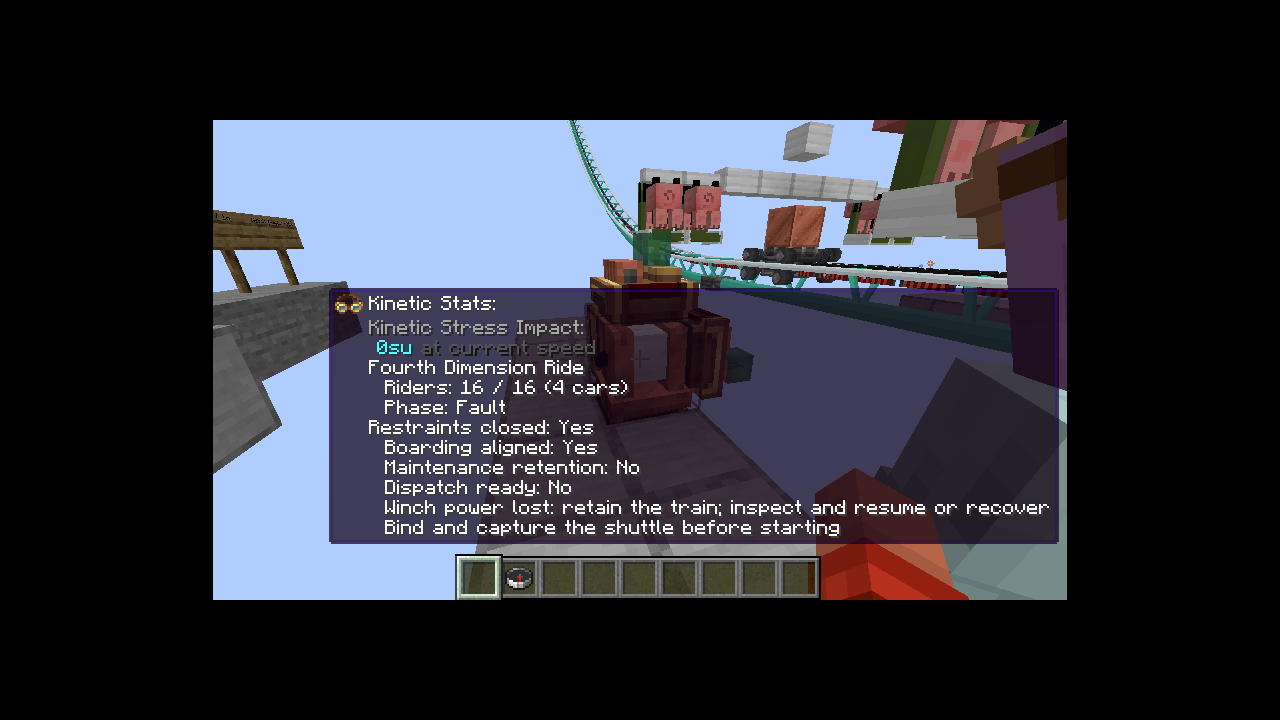 Kinetic Stats:
Kinetic Stress Impact:
0su at current speed
Fourth Dimension Ride
Riders: 16 / 16 (4 cars)
Phase: Fault
Restraints closed: Yes
Boarding aligned: Yes
Maintenance retention: No
Dispatch ready: No
Winch power lost: retain the train; inspect and resume or recover
Bind and capture the shuttle before starting